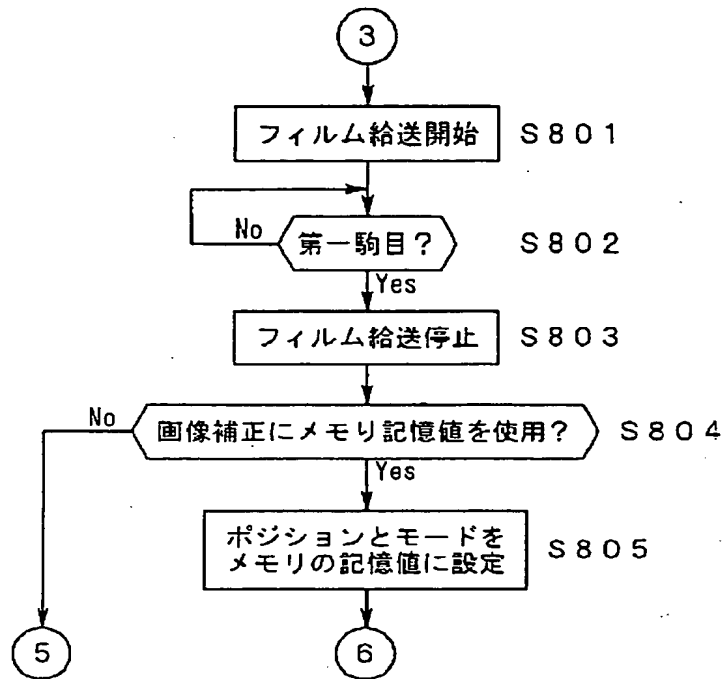 3
フィルム給送開始 S801
No 第一駒目? S802
Yes
フィルム給送停止 S803
No 画像補正にメモリ記憶値を使用? S804
Yes
ポジションとモードを
メモリの記憶値に設定 S805
5 6